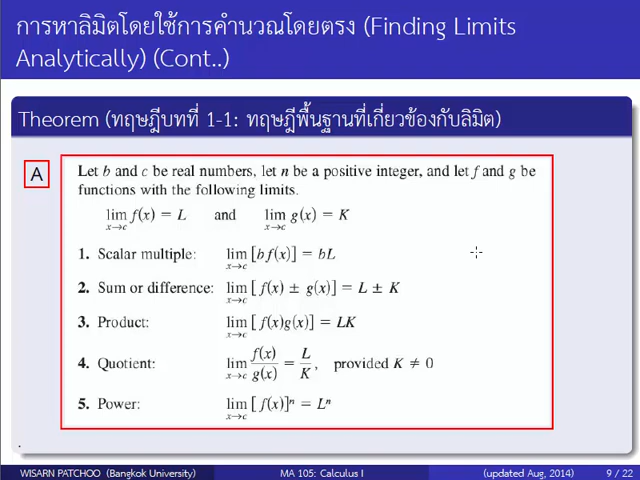 การหาลิมิตโดยใช้การคำนวณโดยตรง (Finding Limits
Analytically) (Cont..)
Theorem (ทฤษฎีบทที่ 1-1: ทฤษฎีพื้นฐานที่เกี่ยวข้องกับลิมิต)
A
Let b and c be real numbers, let n be a positive integer, and let f and g be
functions with the following limits.
lim x→c f(x) = L and lim x→c g(x) = K
1. Scalar multiple: lim x→c [b f(x)] = bL
2. Sum or difference: lim x→c [f(x) ± g(x)] = L ± K
3. Product: lim x→c [f(x)g(x)] = LK
4. Quotient: lim x→c f(x)/g(x) = L/K, provided K ≠ 0
5. Power: lim x→c [f(x)]ⁿ = Lⁿ
.
WISARN PATCHOO (Bangkok University) MA 105: Calculus I (updated Aug, 2014) 9 / 22